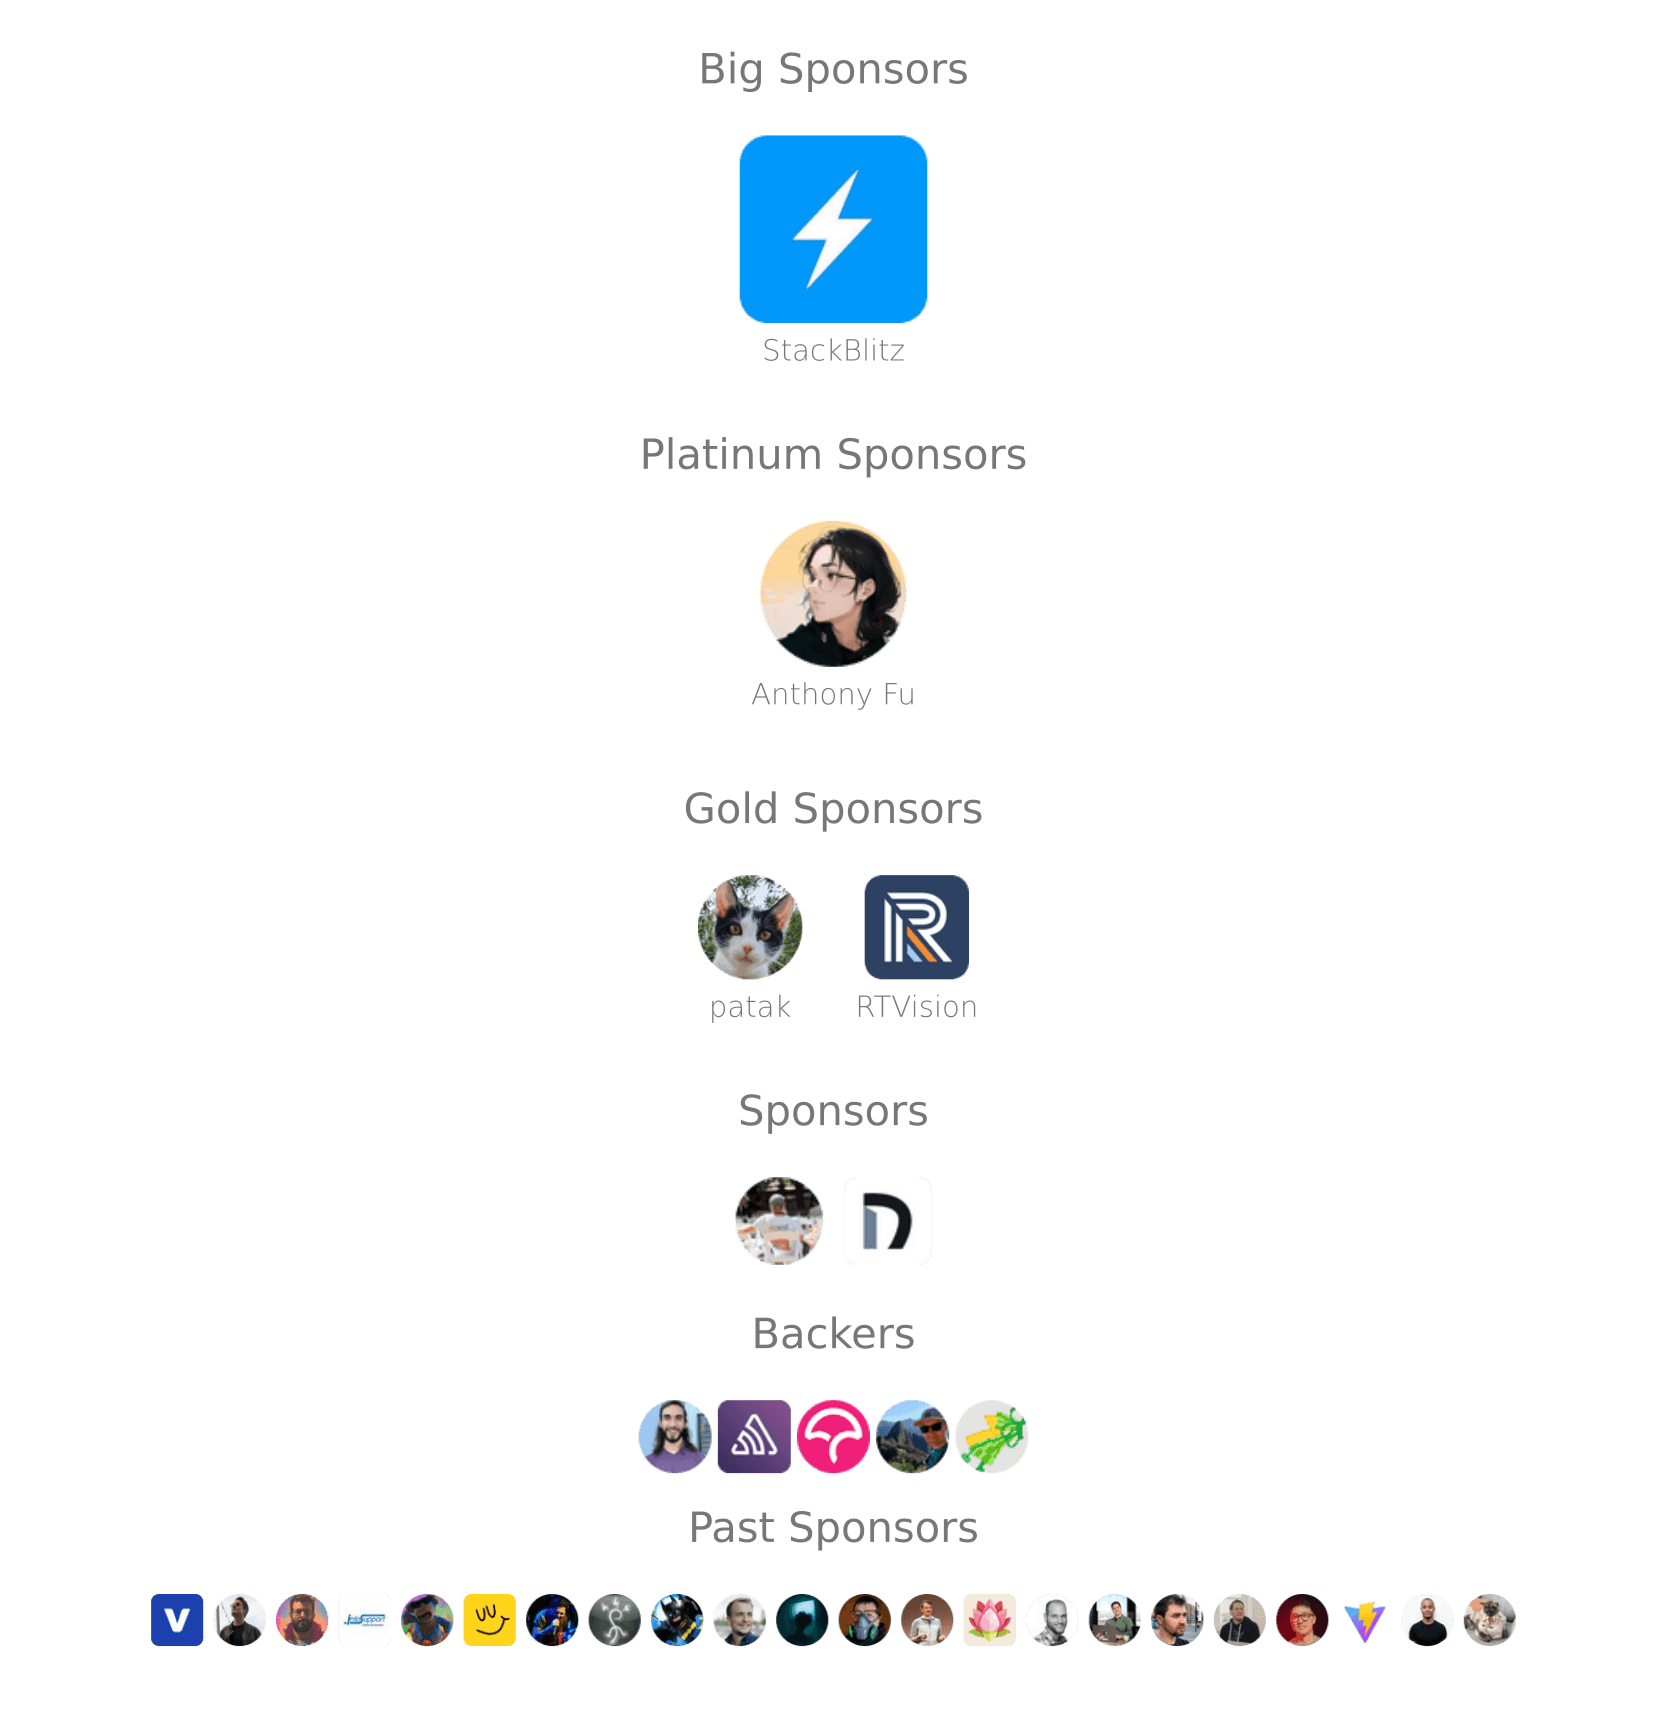 Big Sponsors
StackBlitz
Platinum Sponsors
Anthony Fu
Gold Sponsors
patak
RTVision
Sponsors
Backers
Past Sponsors